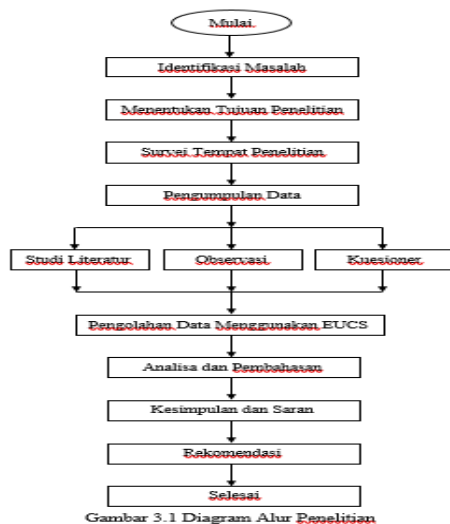 Mulai
Identifikasi Masalah
Menentukan Tujuan Penelitian
Survei Tempat Penelitian
Pengumpulan Data
Studi Literatur
Observasi
Kuesioner
Pengolahan Data Menggunakan EUCS
Analisa dan Pembahasan
Kesimpulan dan Saran
Rekomendasi
Selesai
Gambar 3.1 Diagram Alur Penelitian